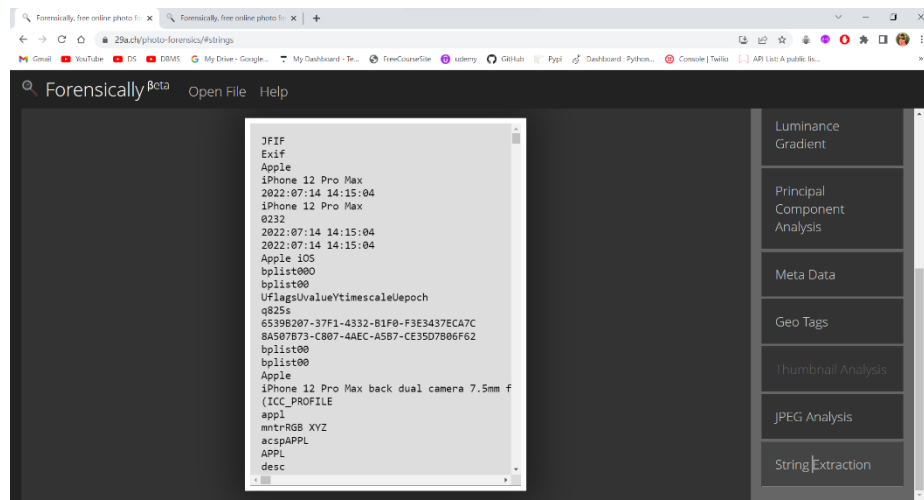 Forensically, free online photo fo
Forensically, free online photo fo
29a.ch/photo-forensics/#strings
Gmail
YouTube
DS
DBMS
My Drive - Google...
My Dashboard - Te...
FreeCourseSite
udemy
GitHub
Pypi
Dashboard : Python...
Console | Twilio
API List: A public lis...
Forensically Beta
Open File
Help
JFIF
Exif
Apple
iPhone 12 Pro Max
2022:07:14 14:15:04
iPhone 12 Pro Max
0232
2022:07:14 14:15:04
2022:07:14 14:15:04
Apple iOS
bplist00O
bplist00
UflagsUvalueYtimescaleUepoch
q825s
6539B207-37F1-4332-B1F0-F3E3437ECA7C
8A507B73-C807-4AEC-A5B7-CE35D7B06F62
bplist00
bplist00
Apple
iPhone 12 Pro Max back dual camera 7.5mm f
(ICC_PROFILE
appl
mntrRGB XYZ
acspAPPL
APPL
desc
Luminance
Gradient
Principal
Component
Analysis
Meta Data
Geo Tags
Thumbnail Analysis
JPEG Analysis
String Extraction